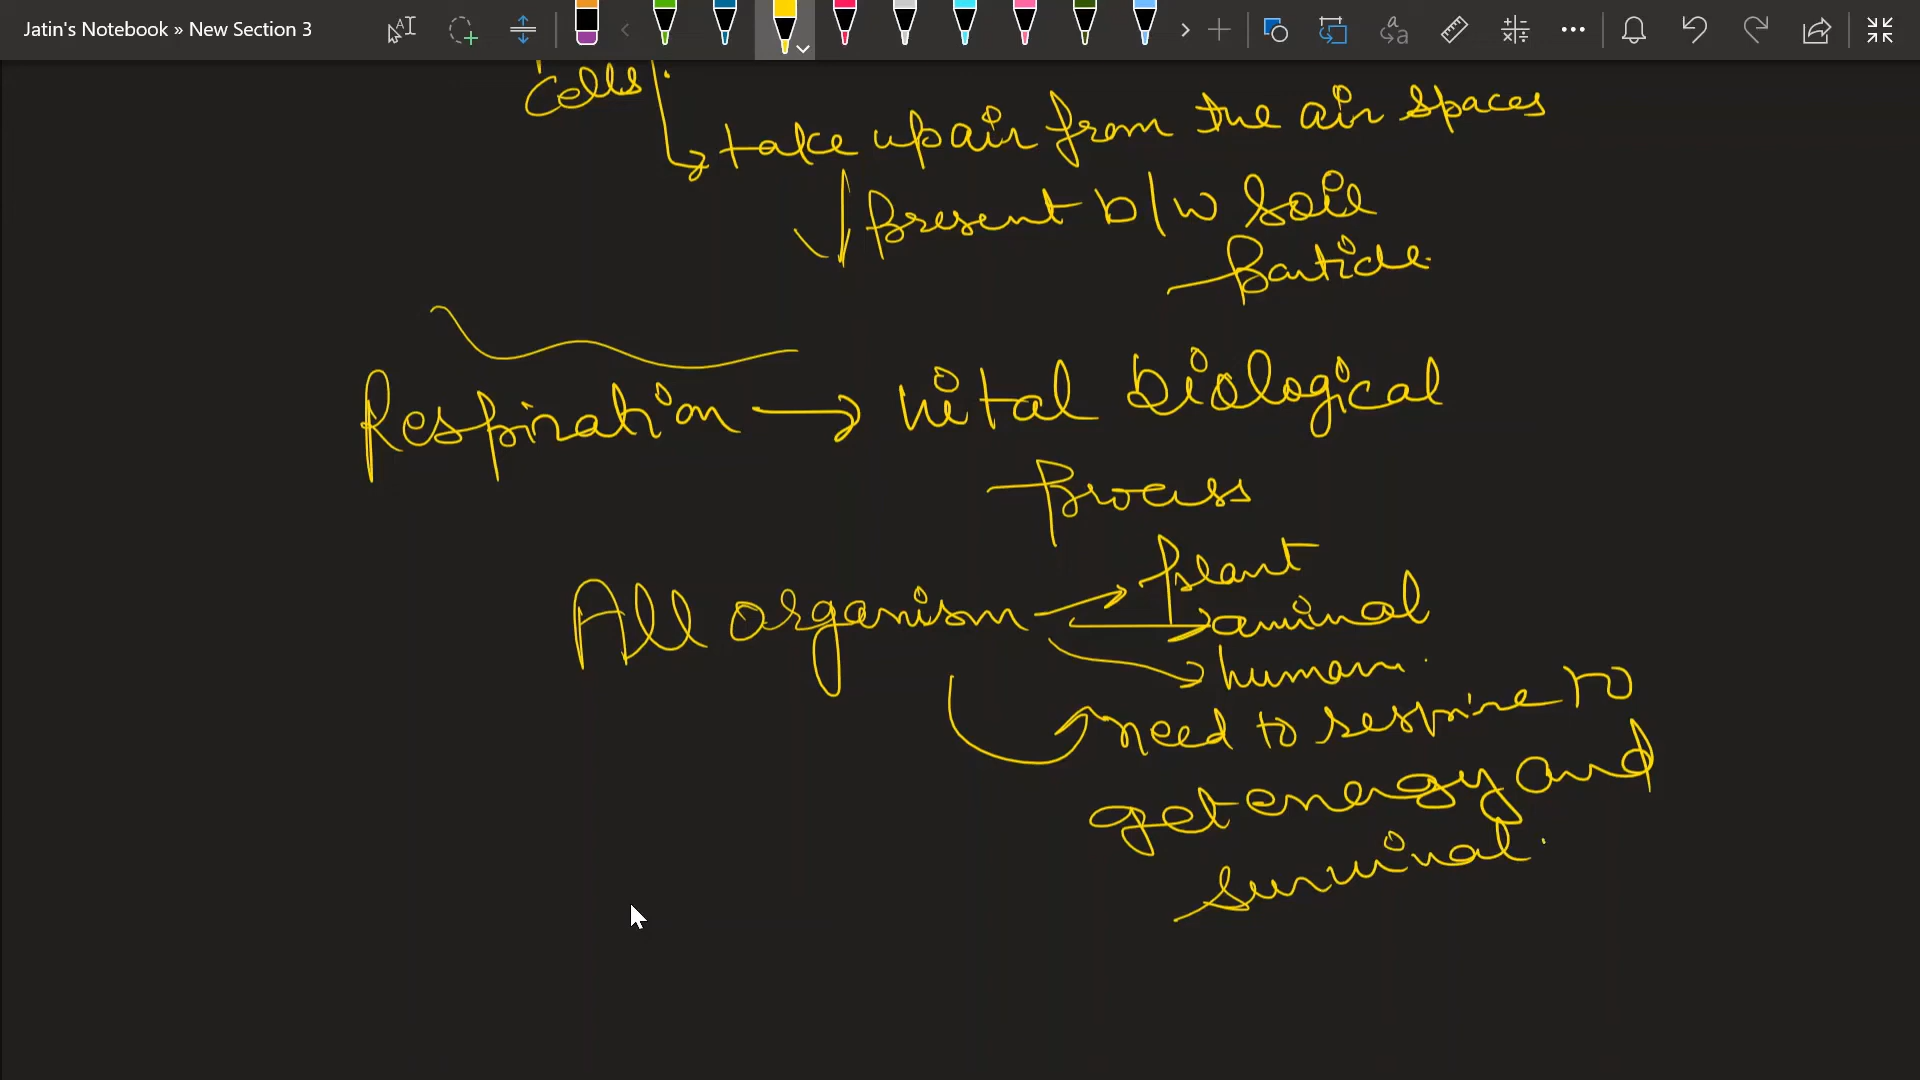 Jatin's Notebook » New Section 3
cells
take up air from the air spaces
present b/w soil
particle.
Respiration → vital biological
process
All organism → plant
→ animal
→ human.
need to respire to
get energy and
survival.